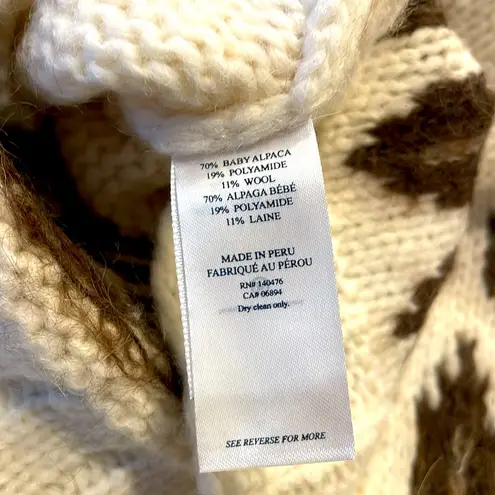 70% BABY ALPACA
19% POLYAMIDE
11% WOOL
70% ALPAGA BÉBÉ
19% POLYAMIDE
11% LAINE
MADE IN PERU
FABRIQUÉ AU PÉROU
RN# 140476
CA# 06894
Dry clean only.
SEE REVERSE FOR MORE